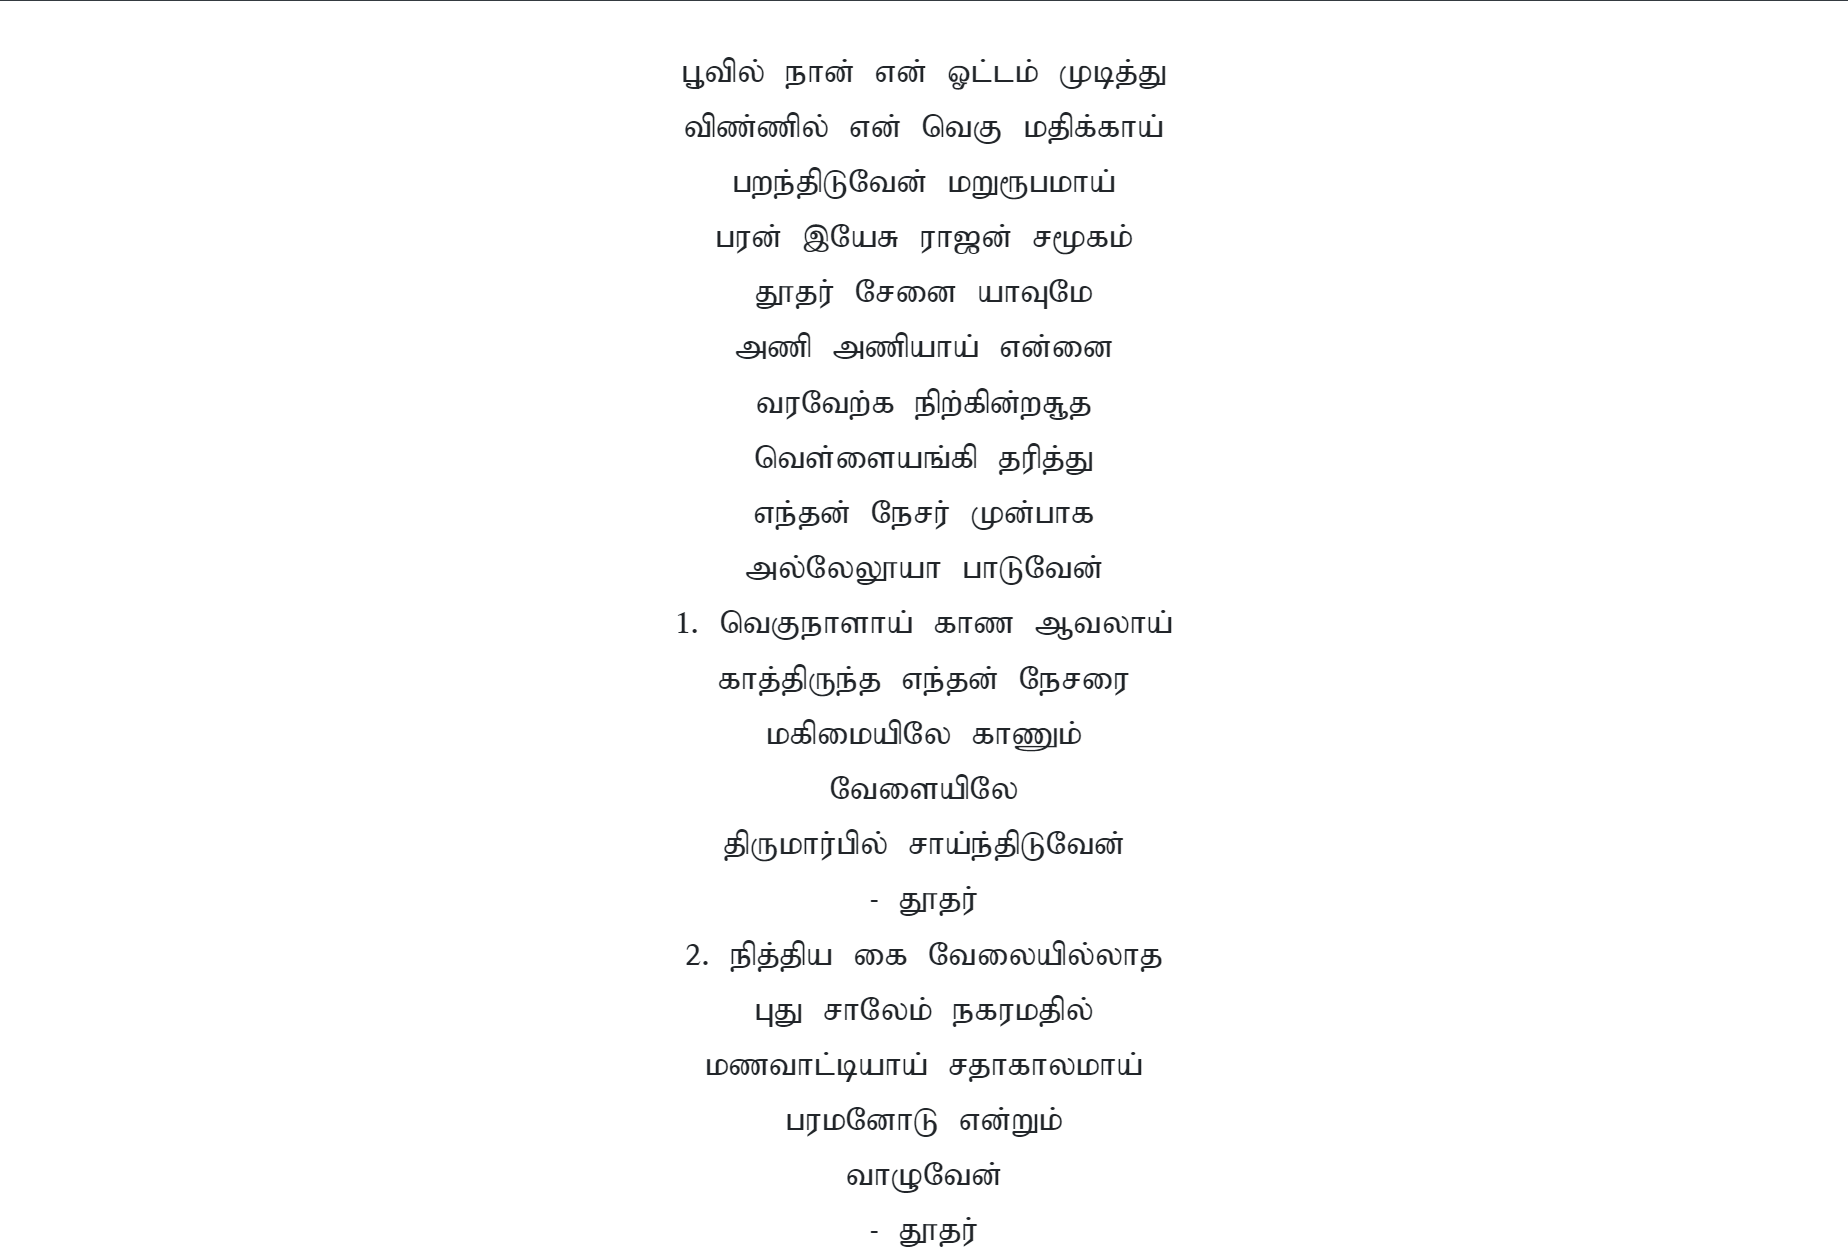 பூவில் நான் என் ஓட்டம் முடித்து
விண்ணில் என் வெகு மதிக்காய்
பறந்திடுவேன் மறுரூபமாய்
பரன் இயேசு ராஜன் சமூகம்
தூதர் சேனை யாவுமே
அணி அணியாய் என்னை
வரவேற்க நிற்கின்றசூத
வெள்ளையங்கி தரித்து
எந்தன் நேசர் முன்பாக
அல்லேலூயா பாடுவேன்
1. வெகுநாளாய் காண ஆவலாய்
காத்திருந்த எந்தன் நேசரை
மகிமையிலே காணும்
வேளையிலே
திருமார்பில் சாய்ந்திடுவேன்
- தூதர்
2. நித்திய கை வேலையில்லாத
புது சாலேம் நகரமதில்
மணவாட்டியாய் சதாகாலமாய்
பரமனோடு என்றும்
வாழுவேன்
- தூதர்